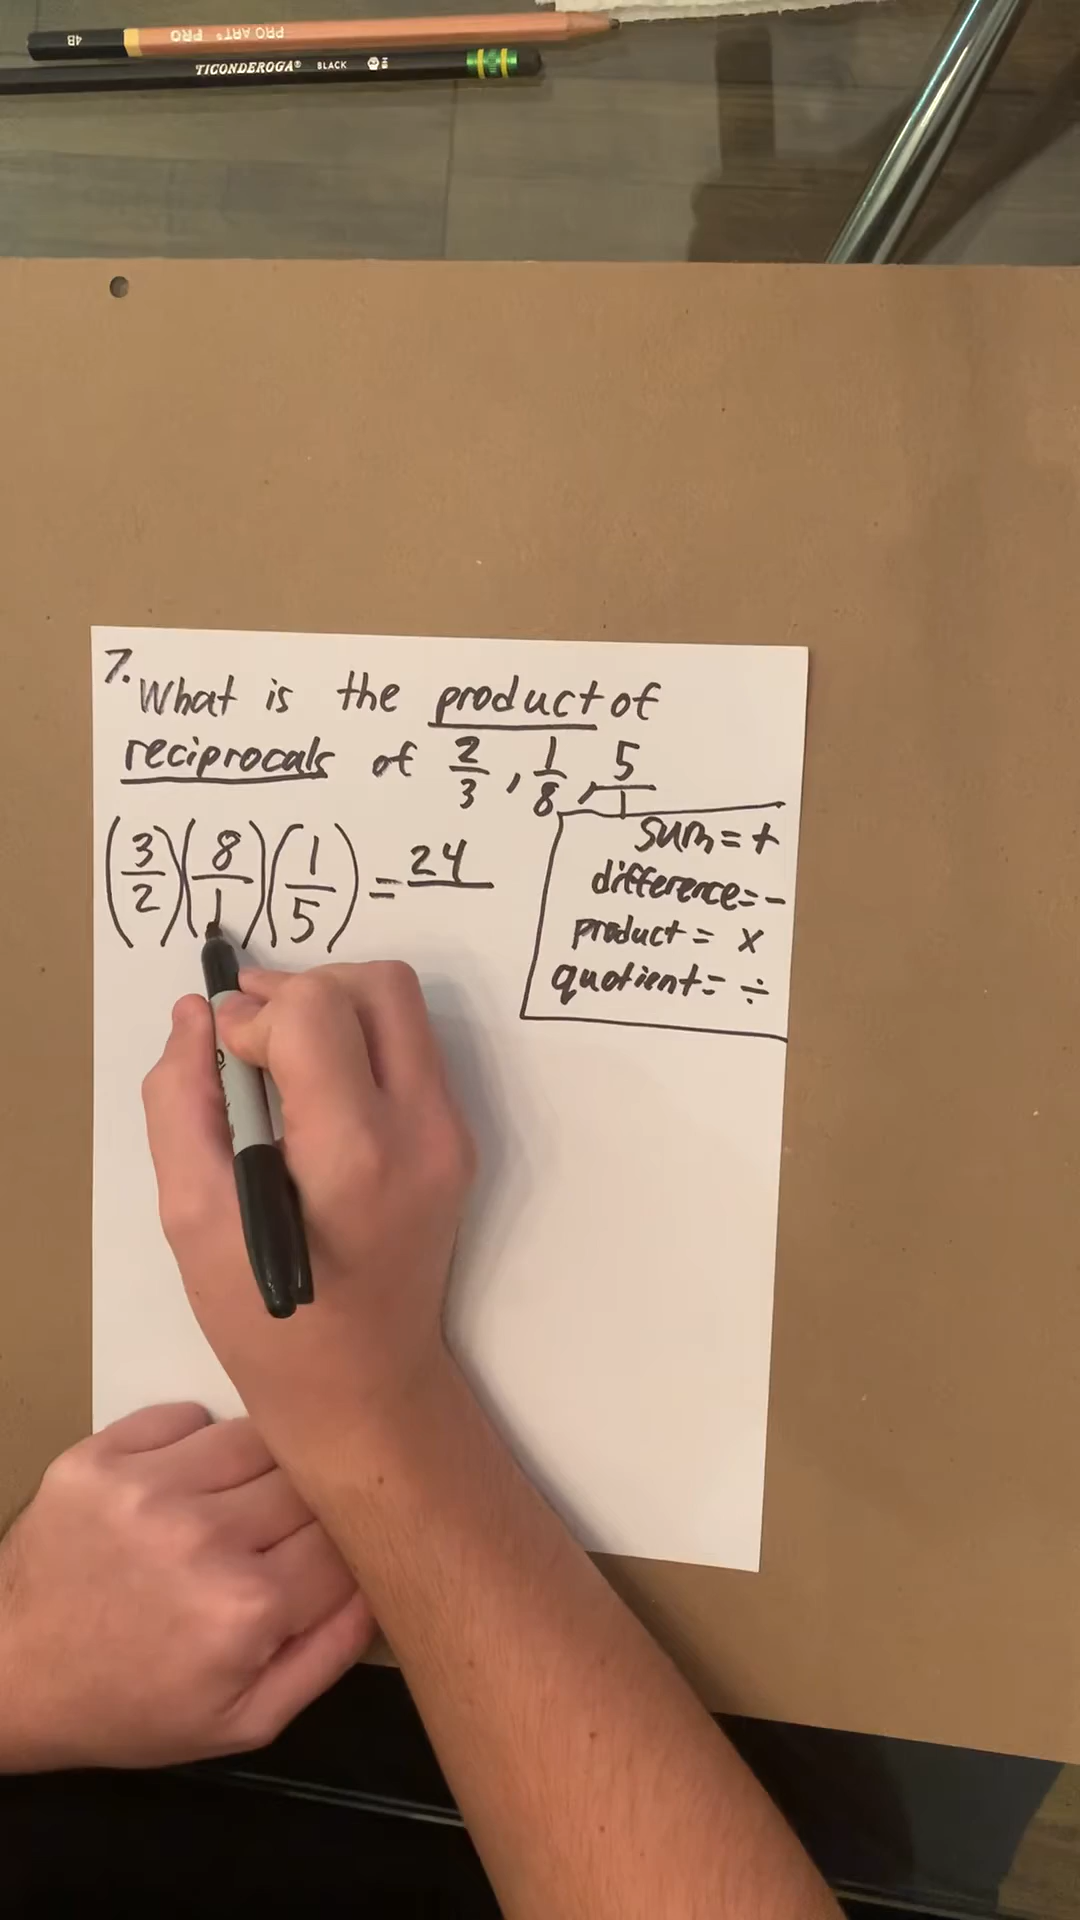 4B PRO ART® PRO
TICONDEROGA® BLACK
7. What is the product of
reciprocals of 2/3, 1/8, 5/1
(3/2)(8/1)(1/5) = 24
sum = +
difference = -
product = x
quotient = ÷